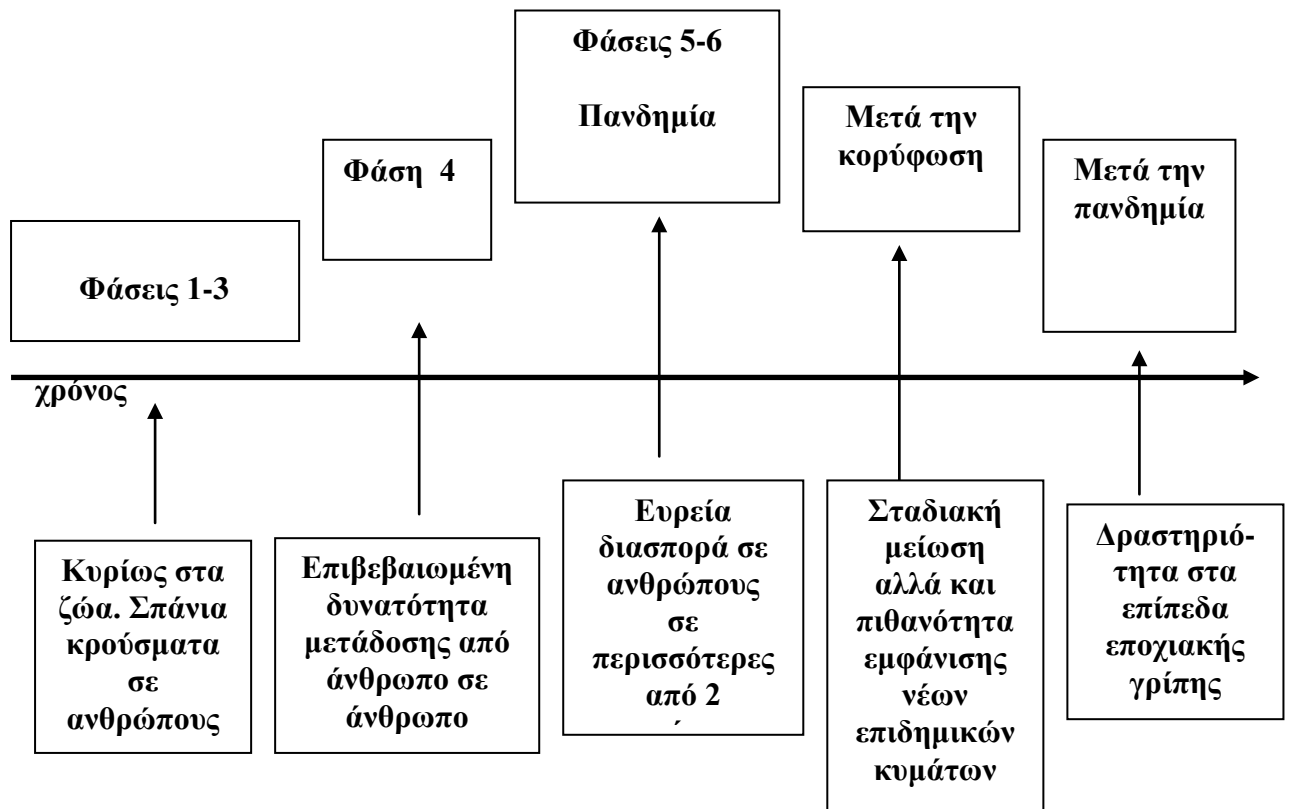 Φάσεις 5-6
Πανδημία
Μετά την
κορύφωση
Φάση 4
Μετά την
πανδημία
Φάσεις 1-3
χρόνος
Κυρίως στα
ζώα. Σπάνια
κρούσματα
σε
ανθρώπους
Επιβεβαιωμένη
δυνατότητα
μετάδοσης από
άνθρωπο σε
άνθρωπο
Ευρεία
διασπορά σε
ανθρώπους
σε
περισσότερες
από 2
Σταδιακή
μείωση
αλλά και
πιθανότητα
εμφάνισης
νέων
επιδημικών
κυμάτων
Δραστηριό-
τητα στα
επίπεδα
εποχιακής
γρίπης